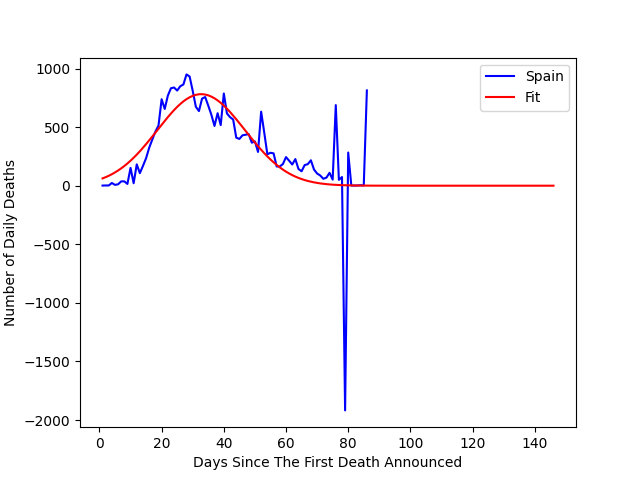 Spain
Fit
1000
500
0
−500
−1000
−1500
−2000
Number of Daily Deaths
0 20 40 60 80 100 120 140
Days Since The First Death Announced